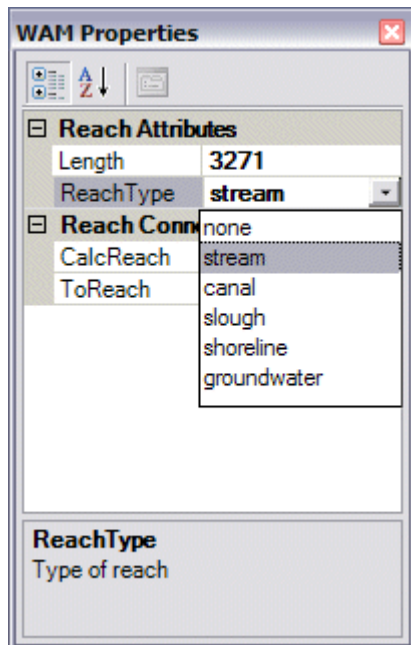 WAM Properties
A
Z
Reach Attributes
Length 3271
ReachType stream
Reach Conn
none
stream
CalcReach
canal
ToReach
slough
shoreline
groundwater
ReachType
Type of reach